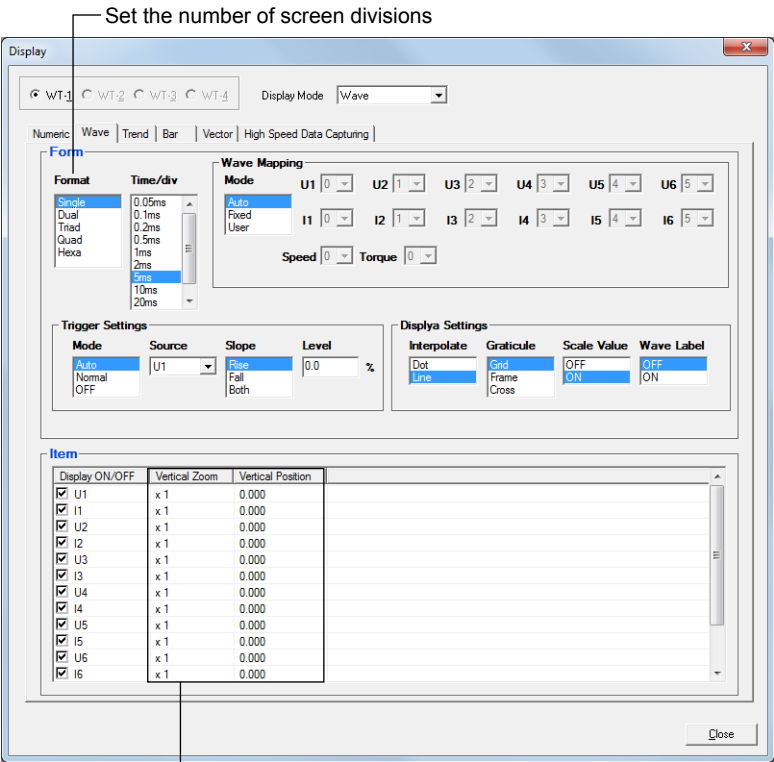 Set the number of screen divisions
Display
WT-1 WT-2 WT-3 WT-4 Display Mode Wave
Numeric Wave Trend Bar Vector High Speed Data Capturing
Form
Wave Mapping
Format Time/div Mode U1 0 U2 1 U3 2 U4 3 U5 4 U6 5
Single 0.05ms Auto
Dual 0.1ms Fixed I1 0 I2 1 I3 2 I4 3 I5 4 I6 5
Triad 0.2ms User
Quad 0.5ms
Hexa 1ms Speed 0 Torque 0
2ms
5ms
10ms
20ms
Trigger Settings Displya Settings
Mode Source Slope Level Interpolate Graticule Scale Value Wave Label
Auto U1 Rise 0.0 % Dot Grid OFF OFF
Normal Fall Line Frame ON ON
OFF Both Cross
Item
Display ON/OFF Vertical Zoom Vertical Position
U1 x 1 0.000
I1 x 1 0.000
U2 x 1 0.000
I2 x 1 0.000
U3 x 1 0.000
I3 x 1 0.000
U4 x 1 0.000
I4 x 1 0.000
U5 x 1 0.000
I5 x 1 0.000
U6 x 1 0.000
I6 x 1 0.000
Close